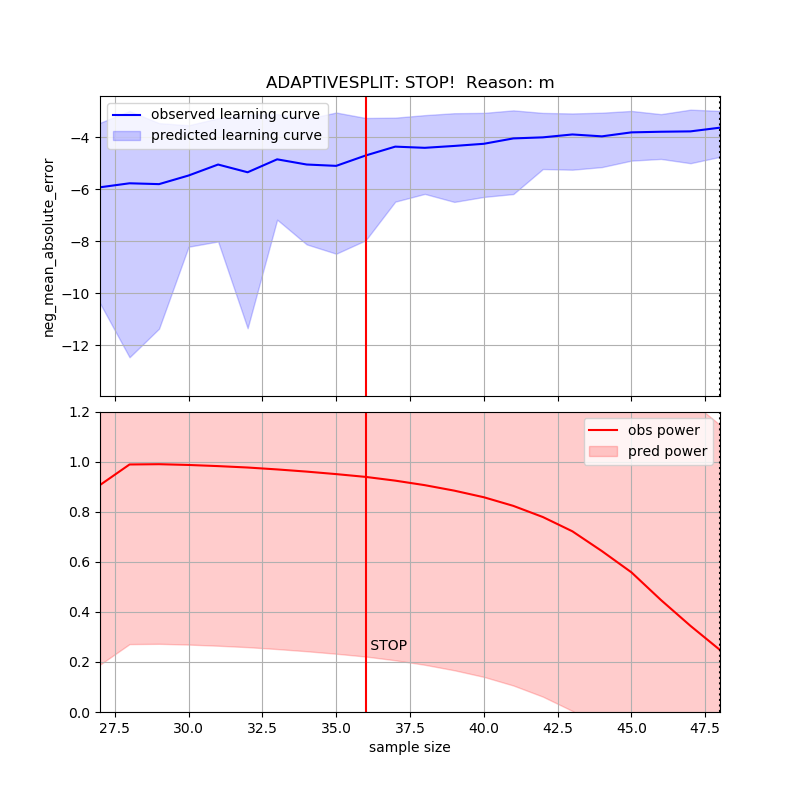 ADAPTIVESPLIT: STOP!  Reason: m
observed learning curve
predicted learning curve
neg_mean_absolute_error
−4
−6
−8
−10
−12
obs power
pred power
1.2
1.0
0.8
0.6
0.4
0.2
0.0
STOP
27.5 30.0 32.5 35.0 37.5 40.0 42.5 45.0 47.5
sample size